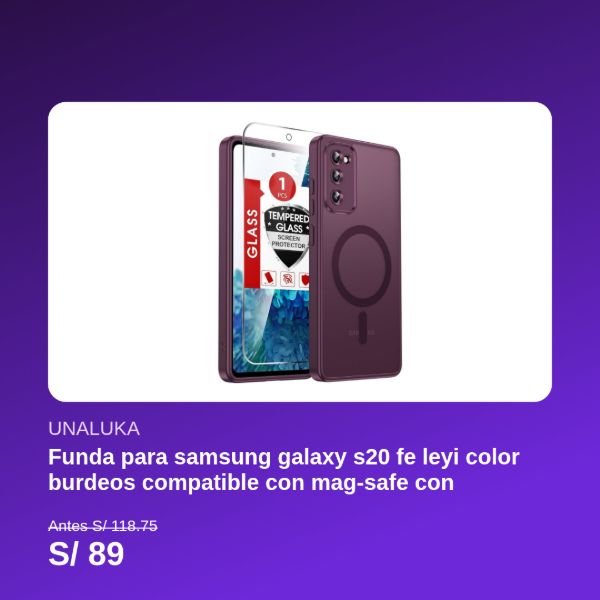 1
PCS
GLASS
TEMPERED
GLASS
SCREEN
PROTECTOR
UNALUKA
Funda para samsung galaxy s20 fe leyi color
burdeos compatible con mag-safe con
Antes S/ 118.75
S/ 89